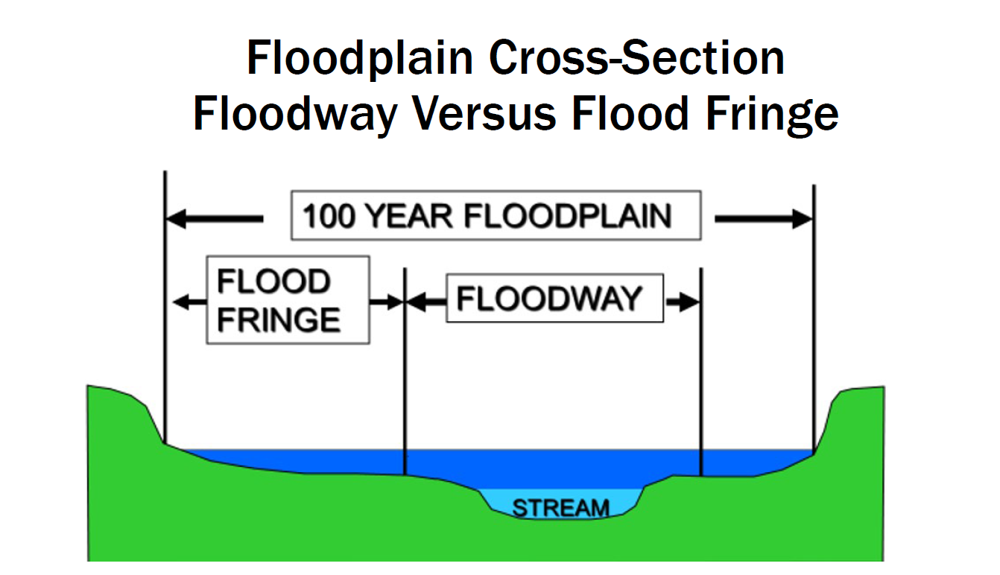 Floodplain Cross-Section
Floodway Versus Flood Fringe
100 YEAR FLOODPLAIN
FLOOD
FRINGE
FLOODWAY
STREAM